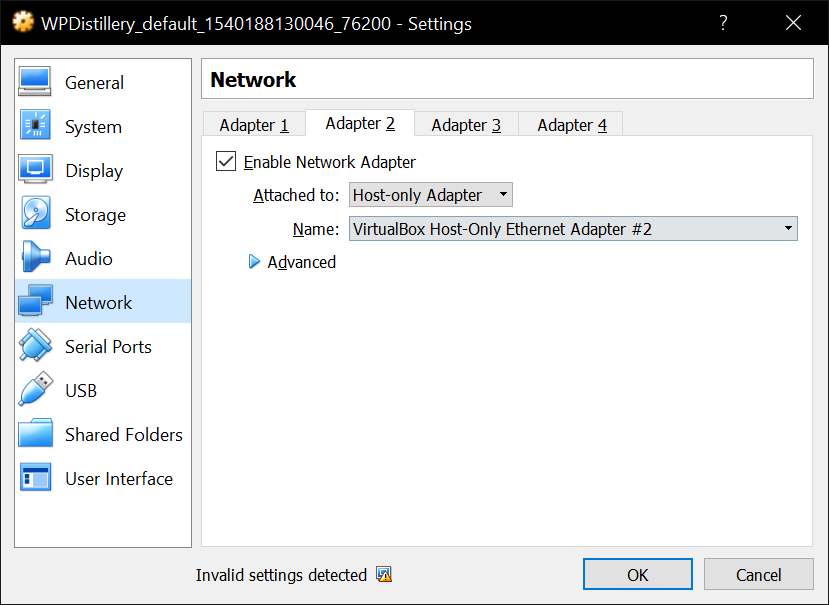 WPDistillery_default_1540188130046_76200 - Settings
?
General
System
Display
Storage
Audio
Network
Serial Ports
USB
Shared Folders
User Interface
Network
Adapter 1 Adapter 2 Adapter 3 Adapter 4
Enable Network Adapter
Attached to: Host-only Adapter
Name: VirtualBox Host-Only Ethernet Adapter #2
Advanced
Invalid settings detected
OK Cancel